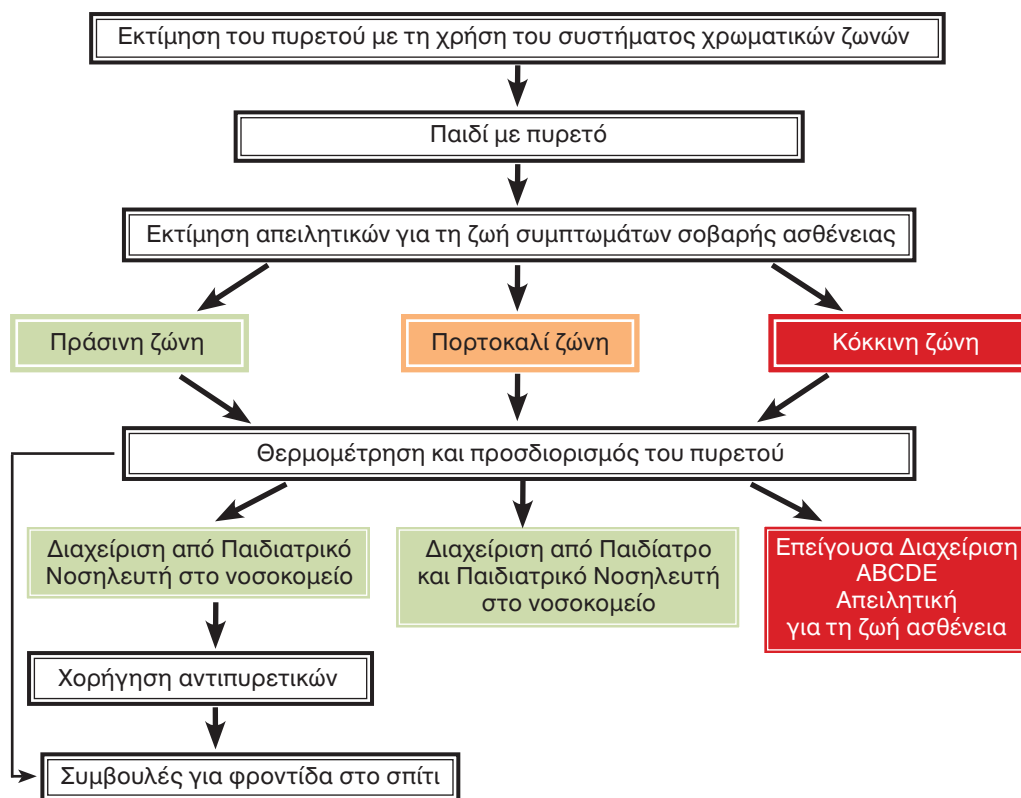 Εκτίμηση του πυρετού με τη χρήση του συστήματος χρωματικών ζωνών
Παιδί με πυρετό
Εκτίμηση απειλητικών για τη ζωή συμπτωμάτων σοβαρής ασθένειας
Πράσινη ζώνη
Πορτοκαλί ζώνη
Κόκκινη ζώνη
Θερμομέτρηση και προσδιορισμός του πυρετού
Διαχείριση από Παιδιατρικό
Νοσηλευτή στο νοσοκομείο
Διαχείριση από Παιδίατρο
και Παιδιατρικό Νοσηλευτή
στο νοσοκομείο
Επείγουσα Διαχείριση
ABCDE
Απειλητική
για τη ζωή ασθένεια
Χορήγηση αντιπυρετικών
Συμβουλές για φροντίδα στο σπίτι